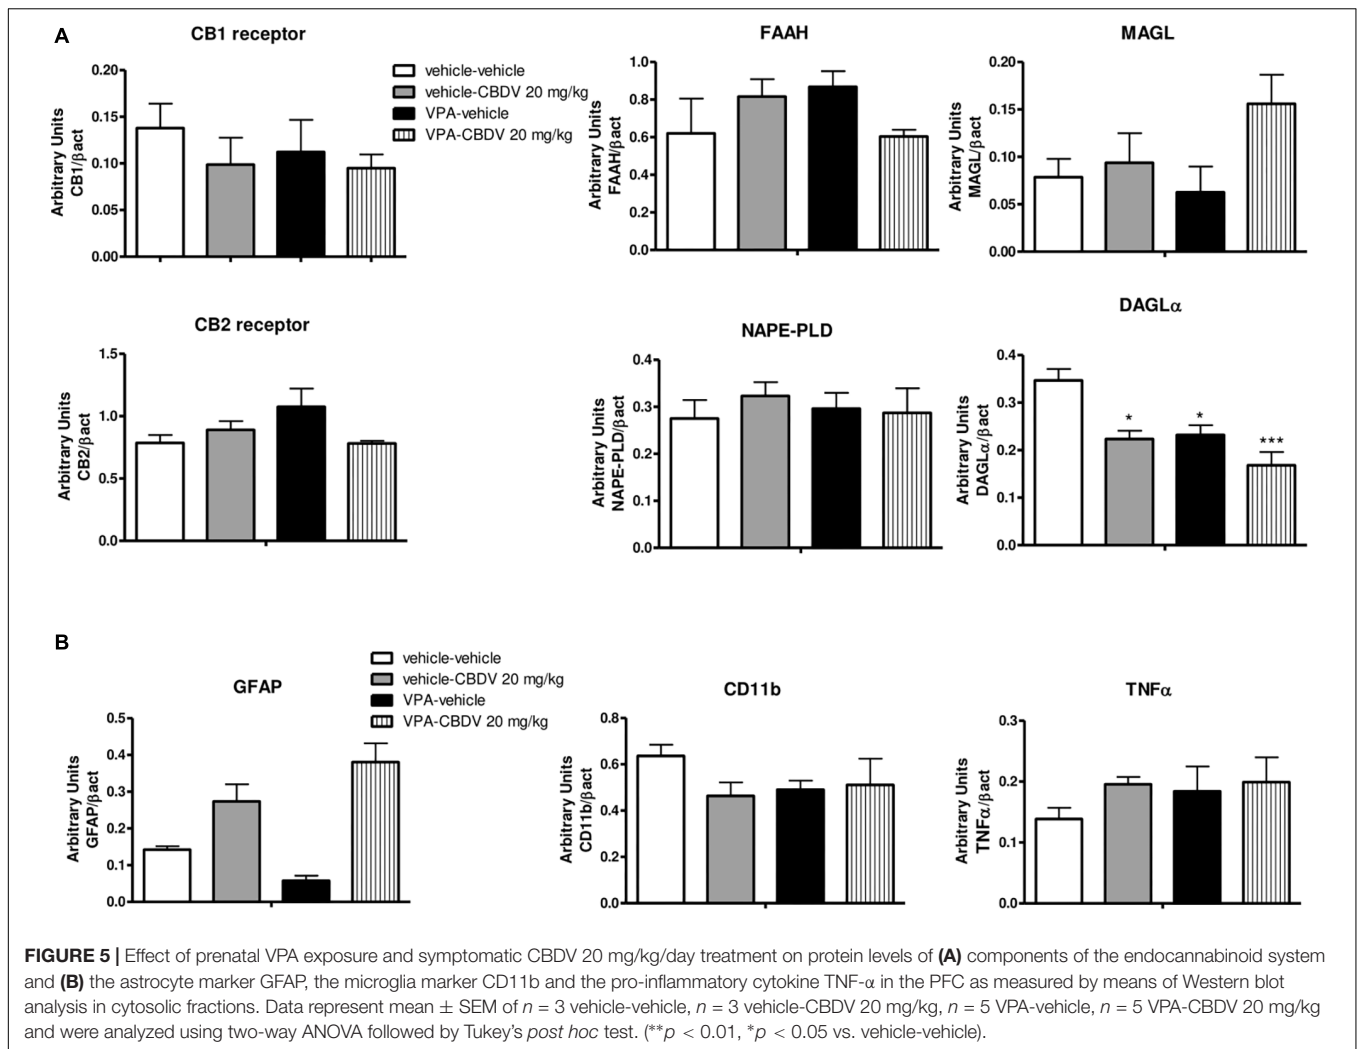 A
CB1 receptor
Arbitrary Units
CB1/βact
0.20
0.15
0.10
0.05
0.00
vehicle-vehicle
vehicle-CBDV 20 mg/kg
VPA-vehicle
VPA-CBDV 20 mg/kg
FAAH
Arbitrary Units
FAAH/βact
1.0
0.8
0.6
0.4
0.2
0.0
MAGL
Arbitrary Units
MAGL/βact
0.20
0.15
0.10
0.05
0.00
CB2 receptor
Arbitrary Units
CB2/βact
1.5
1.0
0.5
0.0
NAPE-PLD
Arbitrary Units
NAPE-PLD/βact
0.4
0.3
0.2
0.1
0.0
DAGLα
Arbitrary Units
DAGLα/βact
0.4
0.3
0.2
0.1
0.0
*
*
***
B
GFAP
Arbitrary Units
GFAP/βact
0.5
0.4
0.3
0.2
0.1
0.0
vehicle-vehicle
vehicle-CBDV 20 mg/kg
VPA-vehicle
VPA-CBDV 20 mg/kg
CD11b
Arbitrary Units
CD11b/βact
0.8
0.6
0.4
0.2
0.0
TNFα
Arbitrary Units
TNFα/βact
0.3
0.2
0.1
0.0
FIGURE 5 | Effect of prenatal VPA exposure and symptomatic CBDV 20 mg/kg/day treatment on protein levels of (A) components of the endocannabinoid system
and (B) the astrocyte marker GFAP, the microglia marker CD11b and the pro-inflammatory cytokine TNF-α in the PFC as measured by means of Western blot
analysis in cytosolic fractions. Data represent mean ± SEM of n = 3 vehicle-vehicle, n = 3 vehicle-CBDV 20 mg/kg, n = 5 VPA-vehicle, n = 5 VPA-CBDV 20 mg/kg
and were analyzed using two-way ANOVA followed by Tukey's post hoc test. (**p < 0.01, *p < 0.05 vs. vehicle-vehicle).